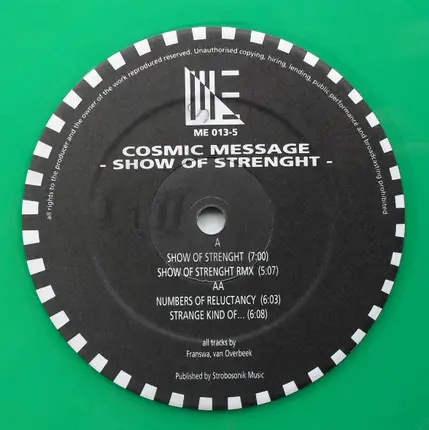 all rights to the producer and the owner of the work reproduced reserved. Unauthorised copying, hiring, lending, public performance and broadcasting prohibited
ME
ME 013-5
COSMIC MESSAGE
- SHOW OF STRENGHT -
A
SHOW OF STRENGHT (7:00)
SHOW OF STRENGHT RMX (5:07)
AA
NUMBERS OF RELUCTANCY (6:03)
STRANGE KIND OF... (6:08)
all tracks by
Franswa, van Overbeek
Published by Strobosonik Music